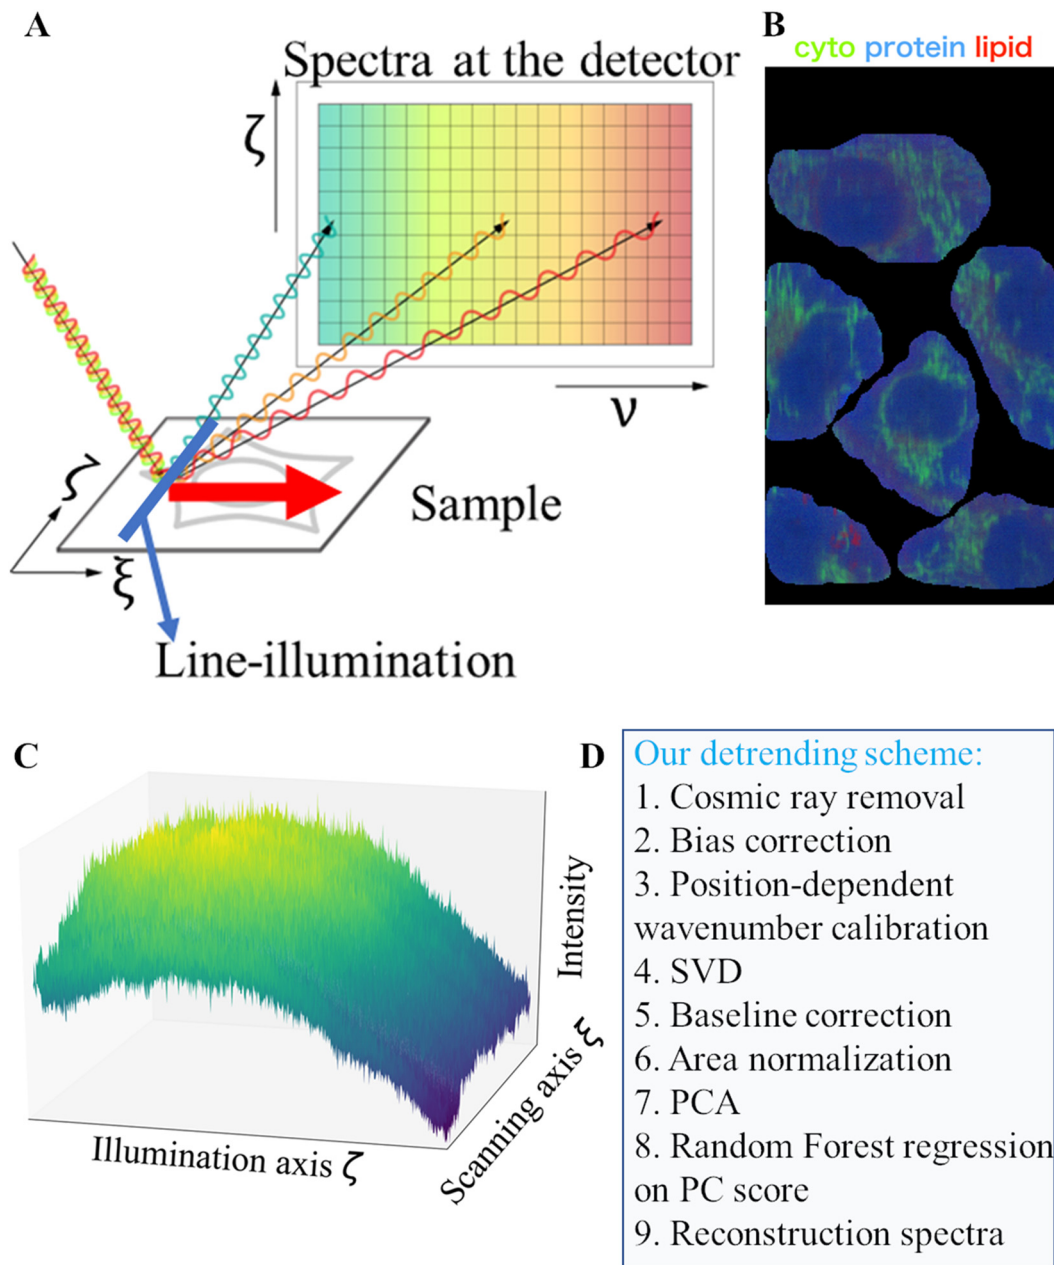 A
Spectra at the detector
ζ
ν
ζ
ξ
Sample
Line-illumination
B
cyto protein lipid
C
Intensity
Scanning axis ξ
Illumination axis ζ
D
Our detrending scheme:
1. Cosmic ray removal
2. Bias correction
3. Position-dependent
wavenumber calibration
4. SVD
5. Baseline correction
6. Area normalization
7. PCA
8. Random Forest regression
on PC score
9. Reconstruction spectra